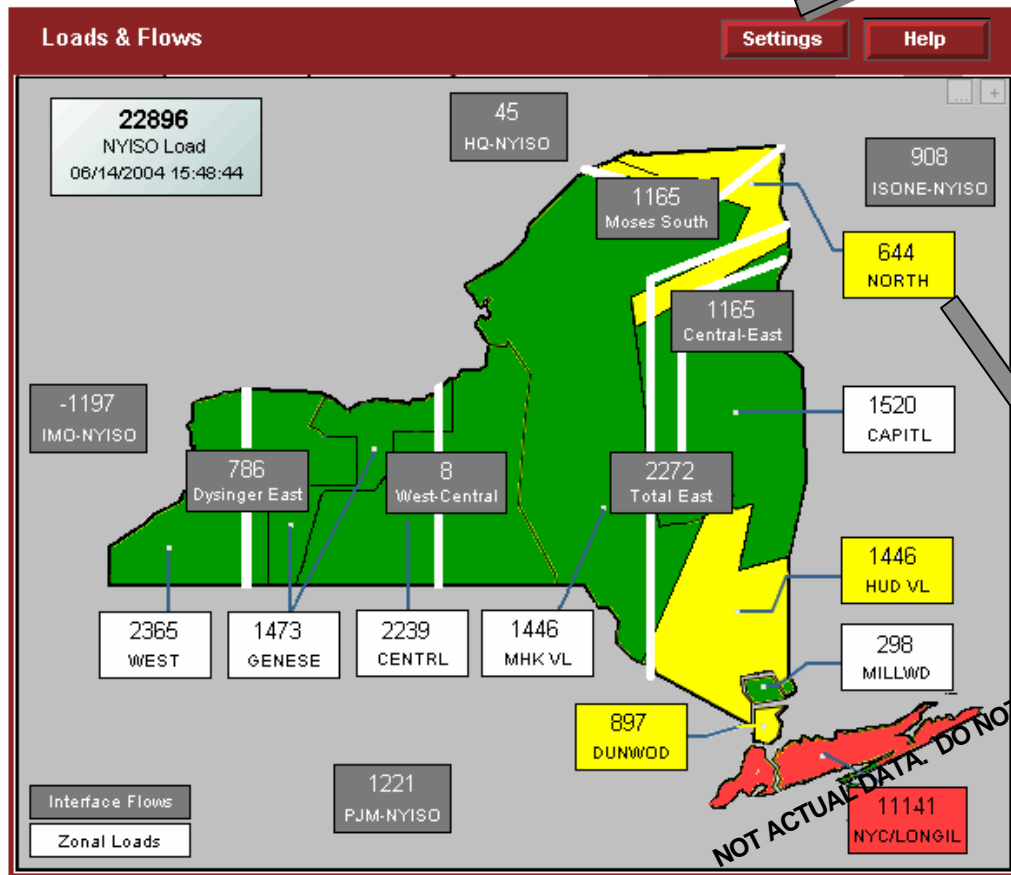 Loads & Flows
Settings
Help
22896
NYISO Load
06/14/2004 15:48:44
45
HQ-NYISO
...
+
908
ISONE-NYISO
1165
Moses South
644
NORTH
1165
Central-East
-1197
IMO-NYISO
1520
CAPITL
786
Dysinger East
8
West-Central
2272
Total East
1446
HUD VL
2365
WEST
1473
GENESE
2239
CENTRL
1446
MHK VL
298
MILLWD
897
DUNWOD
1221
PJM-NYISO
11141
NYC/LONGIL
NOT ACTUAL DATA. DO NOT
Interface Flows
Zonal Loads